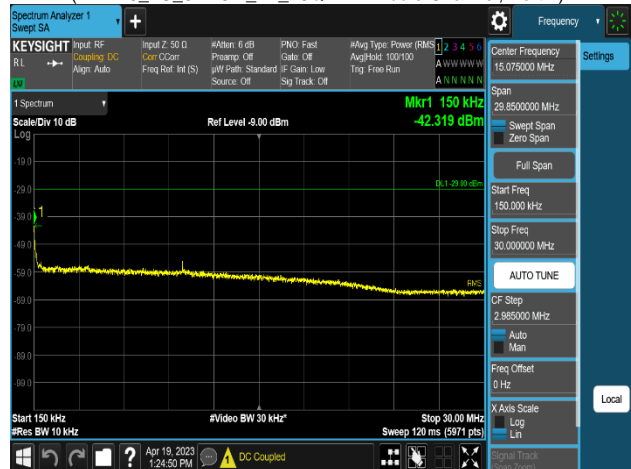 Spectrum Analyzer 1
Swept SA
Frequency
KEYSIGHT
RL
Input: RF
Coupling: DC
Align: Auto
Input Z: 50 Ω
Corr CCorr
Freq Ref: Int (S)
#Atten: 6 dB
Preamp: Off
µW Path: Standard
Source: Off
PNO: Fast
Gate: Off
IF Gain: Low
Sig Track: Off
#Avg Type: Power (RMS
Avg|Hold: 100/100
Trig: Free Run
1 2 3 4 5 6
A W W W W W
A N N N N N
1 Spectrum
Scale/Div 10 dB
Ref Level -9.00 dBm
Mkr1 150 kHz
-42.319 dBm
Log
-19.0
-29.0
-39.0
-49.0
-59.0
-69.0
-79.0
-89.0
-99.0
1
DL1 -29.00 dBm
RMS
Start 150 kHz
#Res BW 10 kHz
#Video BW 30 kHz*
Stop 30.00 MHz
Sweep 120 ms (5971 pts)
Center Frequency
15.075000 MHz
Settings
Span
29.8500000 MHz
Swept Span
Zero Span
Full Span
Start Freq
150.000 kHz
Stop Freq
30.000000 MHz
AUTO TUNE
CF Step
2.985000 MHz
Auto
Man
Freq Offset
0 Hz
X Axis Scale
Log
Lin
Local
Signal Track
(Span Zoom)
?
Apr 19, 2023
1:24:50 PM
DC Coupled